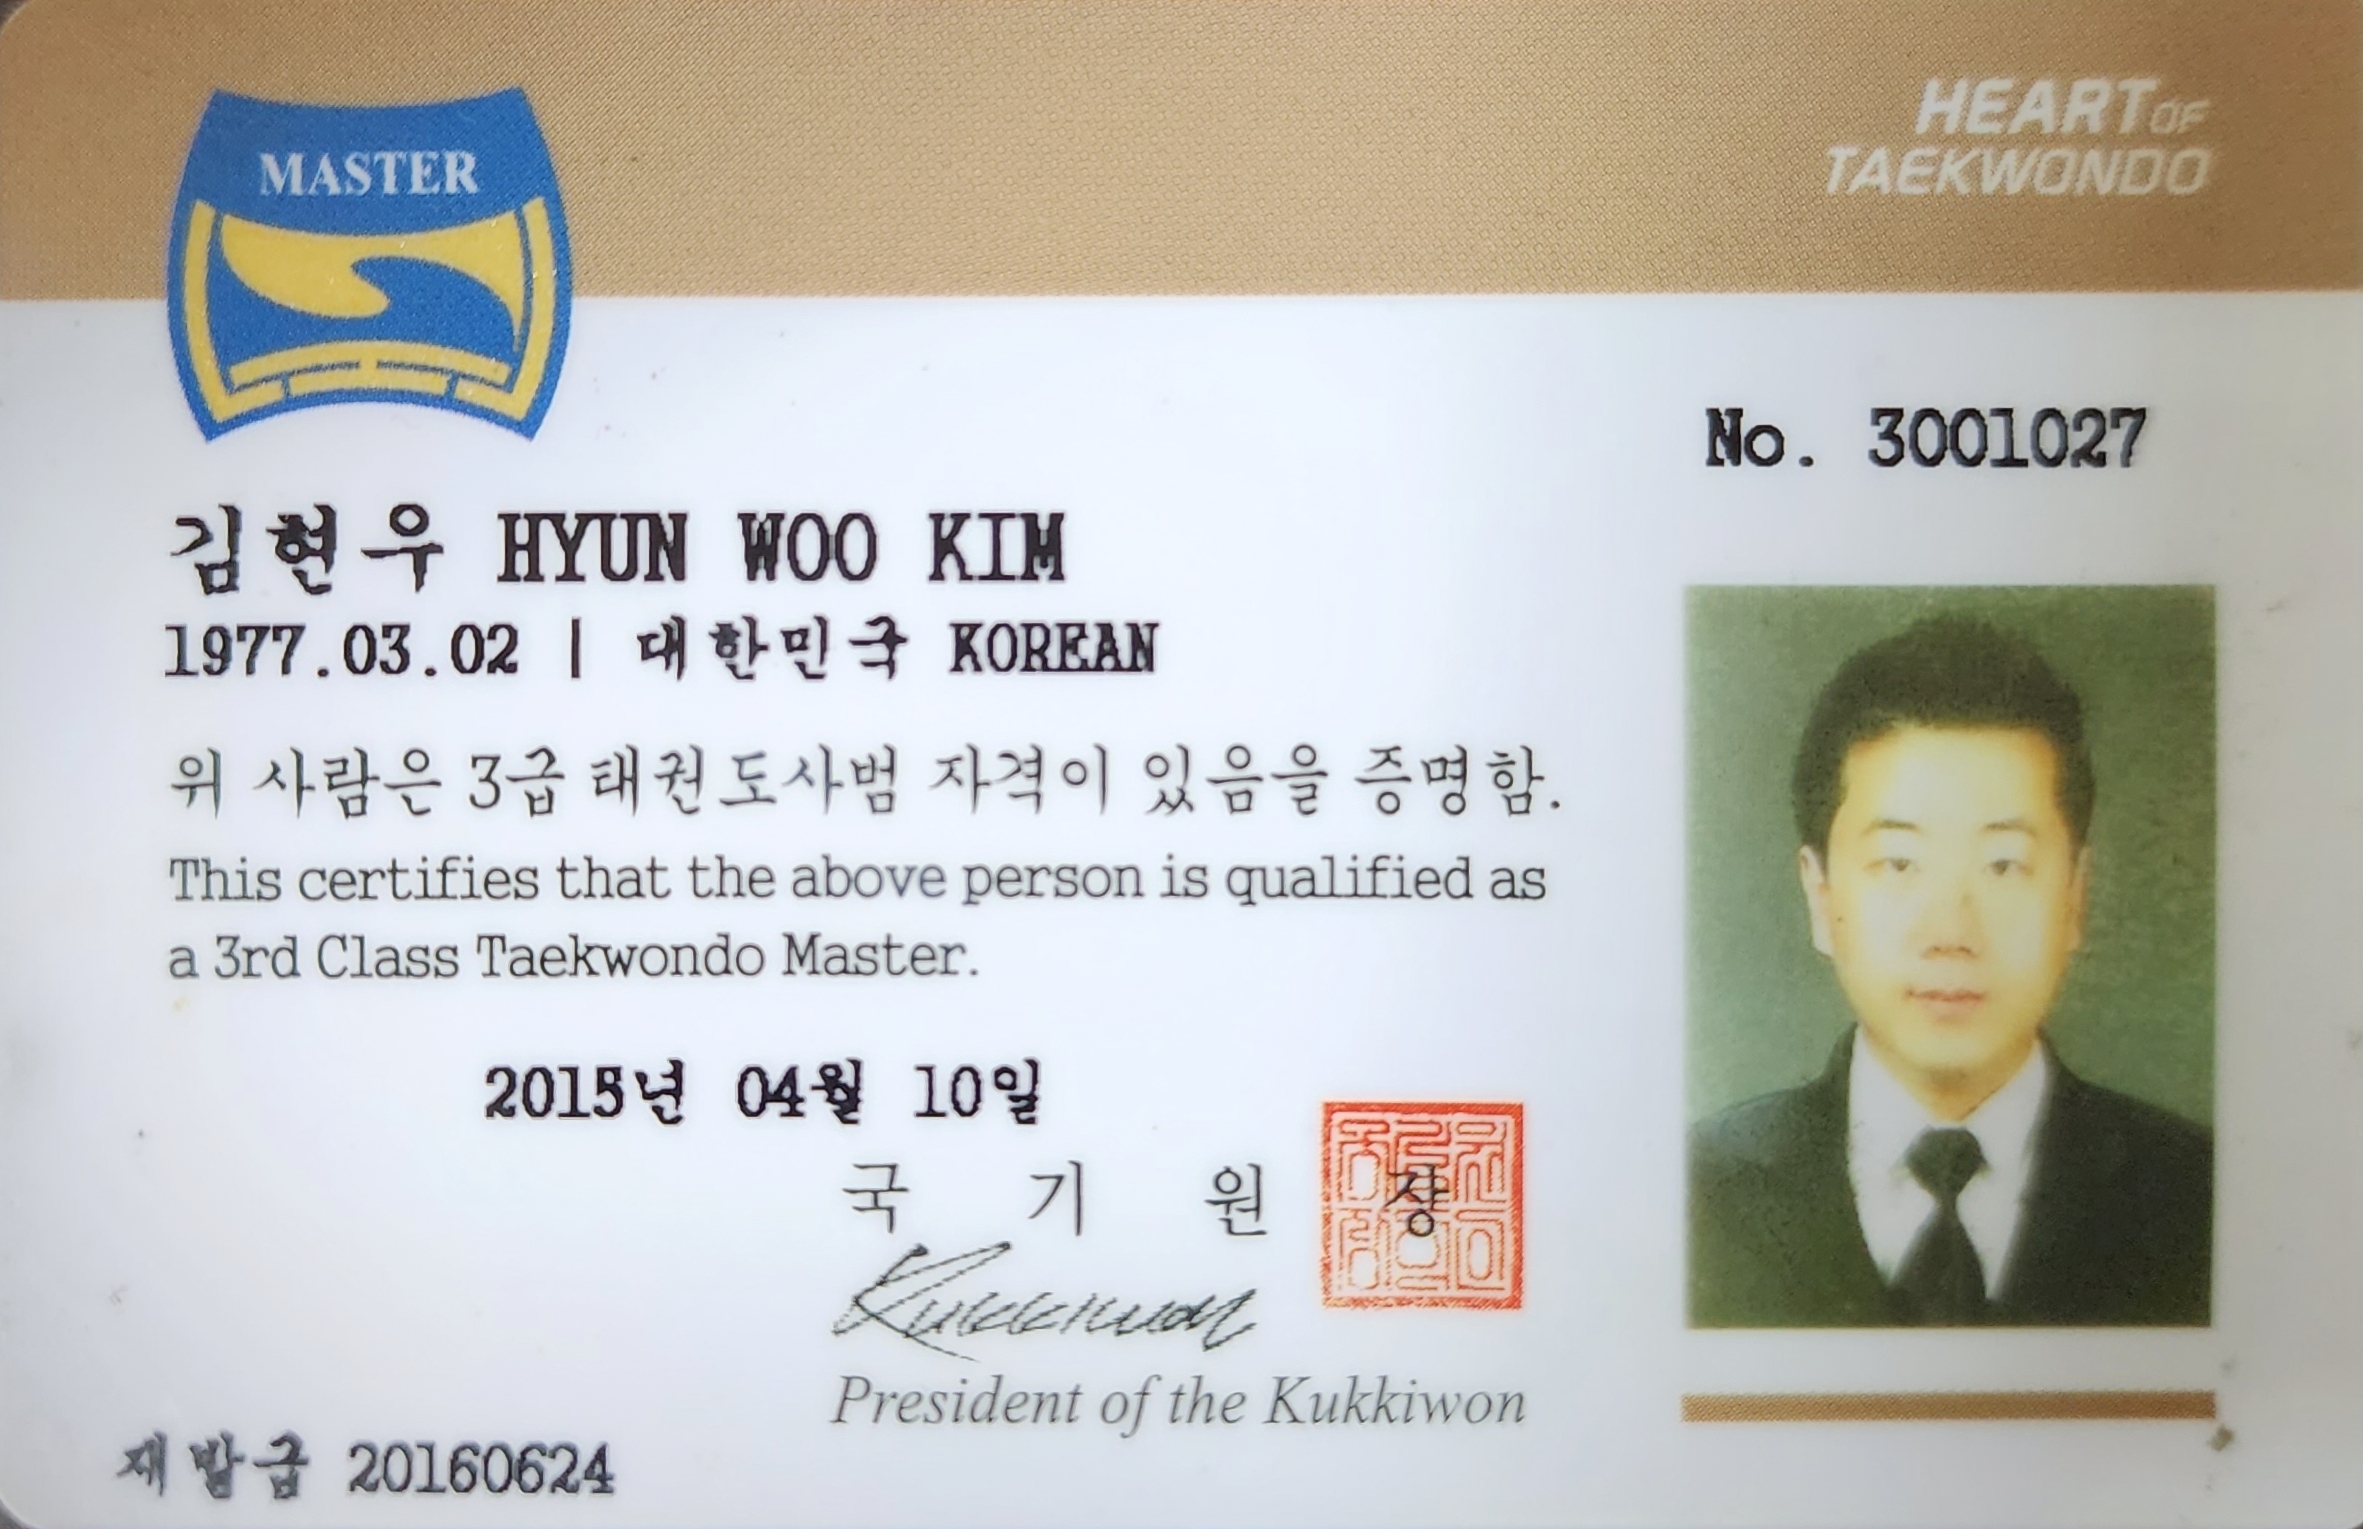 MASTER
HEART OF
TAEKWONDO
No. 3001027
김현우 HYUN WOO KIM
1977.03.02 | 대한민국 KOREAN
위 사람은 3급 태권도사범 자격이 있음을 증명함.
This certifies that the above person is qualified as
a 3rd Class Taekwondo Master.
2015년 04월 10일
국 기 원 장
Kukkiwon
President of the Kukkiwon
재발급 20160624